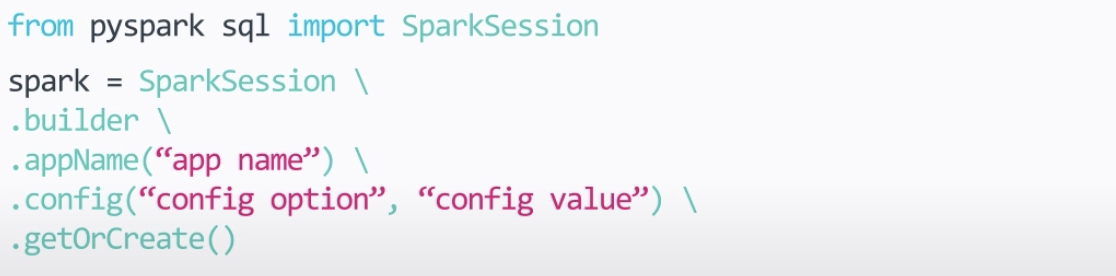 from pyspark sql import SparkSession
spark = SparkSession \
.builder \
.appName(“app name”) \
.config(“config option”, “config value”) \
.getOrCreate()